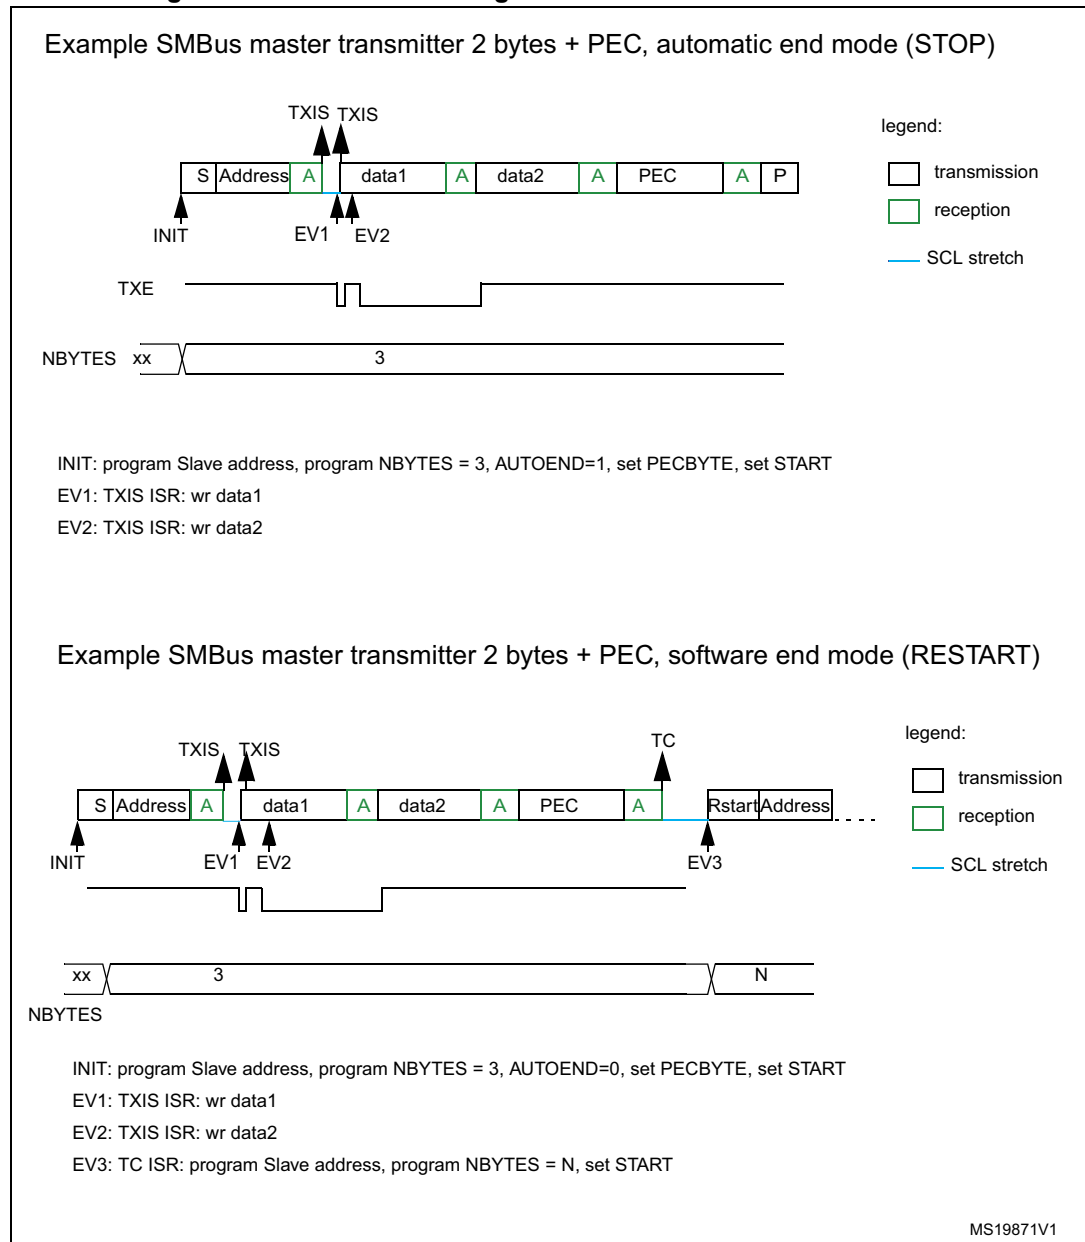 Example SMBus master transmitter 2 bytes + PEC, automatic end mode (STOP)
TXIS TXIS
legend:
S Address A data1 A data2 A PEC A P
transmission
reception
INIT EV1 EV2
SCL stretch
TXE
NBYTES xx 3
INIT: program Slave address, program NBYTES = 3, AUTOEND=1, set PECBYTE, set START
EV1: TXIS ISR: wr data1
EV2: TXIS ISR: wr data2
Example SMBus master transmitter 2 bytes + PEC, software end mode (RESTART)
TXIS TXIS TC
legend:
S Address A data1 A data2 A PEC A Rstart Address
transmission
reception
INIT EV1 EV2 EV3
SCL stretch
xx 3 N
NBYTES
INIT: program Slave address, program NBYTES = 3, AUTOEND=0, set PECBYTE, set START
EV1: TXIS ISR: wr data1
EV2: TXIS ISR: wr data2
EV3: TC ISR: program Slave address, program NBYTES = N, set START
MS19871V1